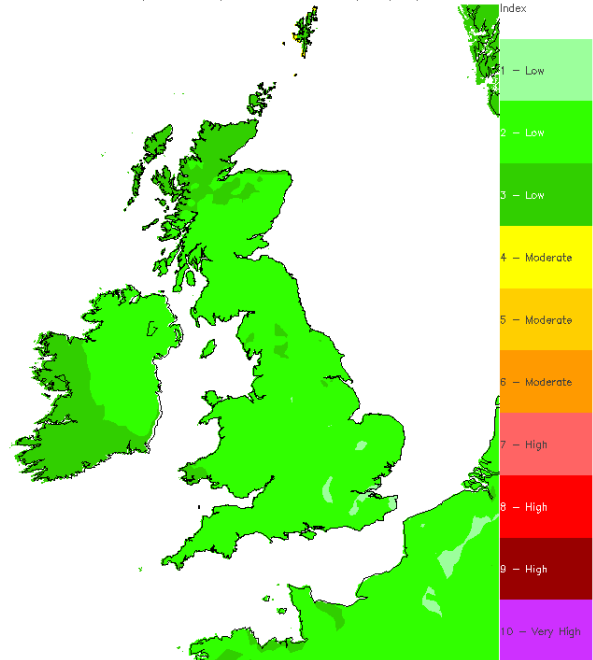 Index
1 - Low
2 - Low
3 - Low
4 - Moderate
5 - Moderate
6 - Moderate
7 - High
8 - High
9 - High
10 - Very High